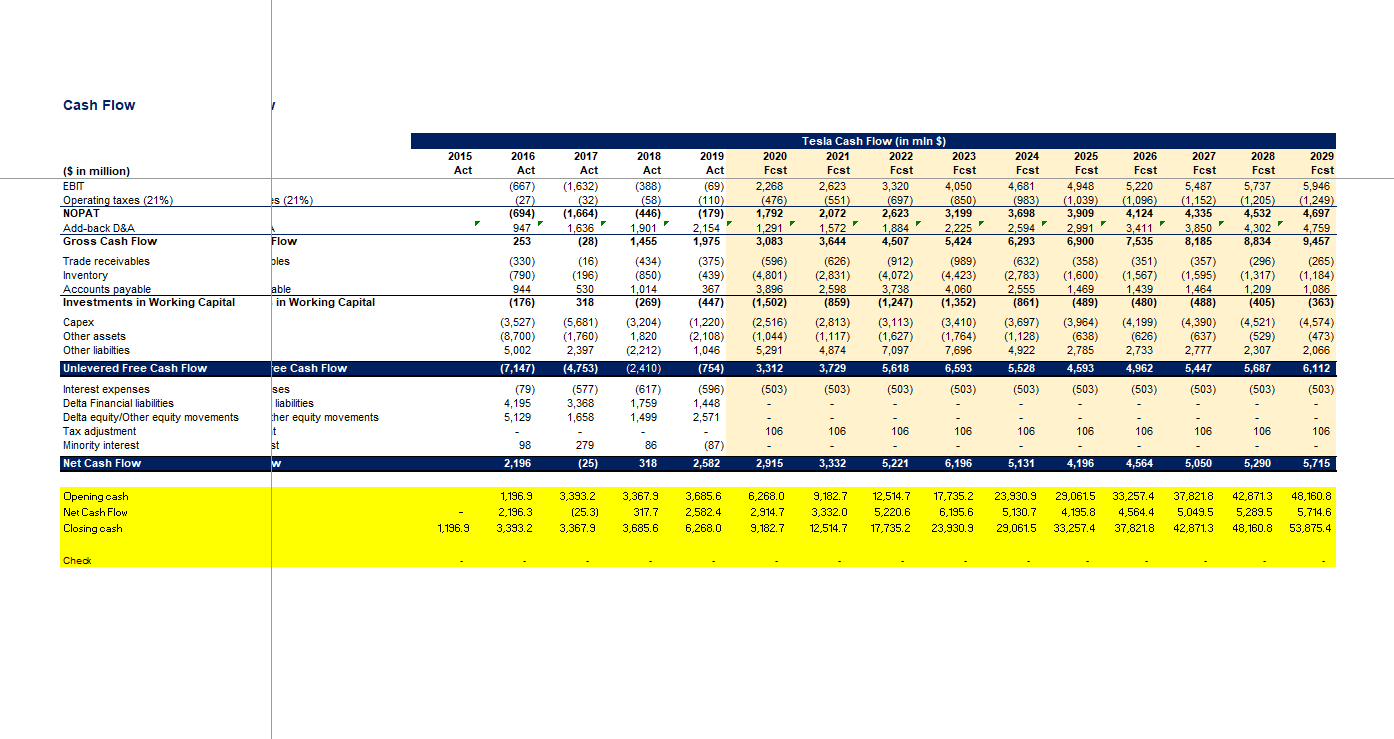 Cash Flow w
Tesla Cash Flow (in mln $)
2015 2016 2017 2018 2019 2020 2021 2022 2023 2024 2025 2026 2027 2028 2029
($ in million) Act Act Act Act Act Fcst Fcst Fcst Fcst Fcst Fcst Fcst Fcst Fcst Fcst
EBIT (667) (1,632) (388) (69) 2,268 2,623 3,320 4,050 4,681 4,948 5,220 5,487 5,737 5,946
Operating taxes (21%) es (21%) (27) (32) (58) (110) (476) (551) (697) (850) (983) (1,039) (1,096) (1,152) (1,205) (1,249)
NOPAT (694) (1,664) (446) (179) 1,792 2,072 2,623 3,199 3,698 3,909 4,124 4,335 4,532 4,697
Add-back D&A A 947 1,636 1,901 2,154 1,291 1,572 1,884 2,225 2,594 2,991 3,411 3,850 4,302 4,759
Gross Cash Flow Flow 253 (28) 1,455 1,975 3,083 3,644 4,507 5,424 6,293 6,900 7,535 8,185 8,834 9,457
Trade receivables bles (330) (16) (434) (375) (596) (626) (912) (989) (632) (358) (351) (357) (296) (265)
Inventory (790) (196) (850) (439) (4,801) (2,831) (4,072) (4,423) (2,783) (1,600) (1,567) (1,595) (1,317) (1,184)
Accounts payable able 944 530 1,014 367 3,896 2,598 3,738 4,060 2,555 1,469 1,439 1,464 1,209 1,086
Investments in Working Capital in Working Capital (176) 318 (269) (447) (1,502) (859) (1,247) (1,352) (861) (489) (480) (488) (405) (363)
Capex (3,527) (5,681) (3,204) (1,220) (2,516) (2,813) (3,113) (3,410) (3,697) (3,964) (4,199) (4,390) (4,521) (4,574)
Other assets (8,700) (1,760) 1,820 (2,108) (1,044) (1,117) (1,627) (1,764) (1,128) (638) (626) (637) (529) (473)
Other liabilties 5,002 2,397 (2,212) 1,046 5,291 4,874 7,097 7,696 4,922 2,785 2,733 2,777 2,307 2,066
Unlevered Free Cash Flow ee Cash Flow (7,147) (4,753) (2,410) (754) 3,312 3,729 5,618 6,593 5,528 4,593 4,962 5,447 5,687 6,112
Interest expenses ses (79) (577) (617) (596) (503) (503) (503) (503) (503) (503) (503) (503) (503) (503)
Delta Financial liabilities liabilities 4,195 3,368 1,759 1,448 - - - - - - - - - -
Delta equity/Other equity movements her equity movements 5,129 1,658 1,499 2,571 - - - - - - - - - -
Tax adjustment t - - - - 106 106 106 106 106 106 106 106 106 106
Minority interest st 98 279 86 (87) - - - - - - - - - -
Net Cash Flow w 2,196 (25) 318 2,582 2,915 3,332 5,221 6,196 5,131 4,196 4,564 5,050 5,290 5,715
Opening cash 1,196.9 3,393.2 3,367.9 3,685.6 6,268.0 9,182.7 12,514.7 17,735.2 23,930.9 29,061.5 33,257.4 37,821.8 42,871.3 48,160.8
Net Cash Flow - 2,196.3 (25.3) 317.7 2,582.4 2,914.7 3,332.0 5,220.6 6,195.6 5,130.7 4,195.8 4,564.4 5,049.5 5,289.5 5,714.6
Closing cash 1,196.9 3,393.2 3,367.9 3,685.6 6,268.0 9,182.7 12,514.7 17,735.2 23,930.9 29,061.5 33,257.4 37,821.8 42,871.3 48,160.8 53,875.4
Check - - - - - - - - - - - - - - -